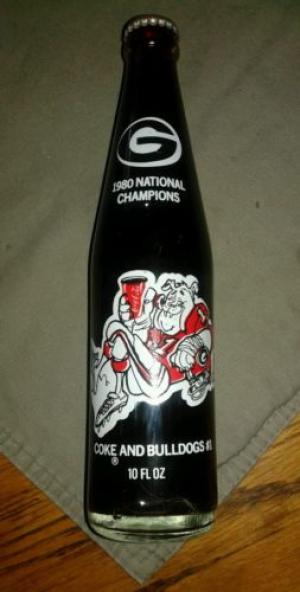 G
1980 NATIONAL
CHAMPIONS
COKE AND BULLDOGS #1
®
10 FL OZ